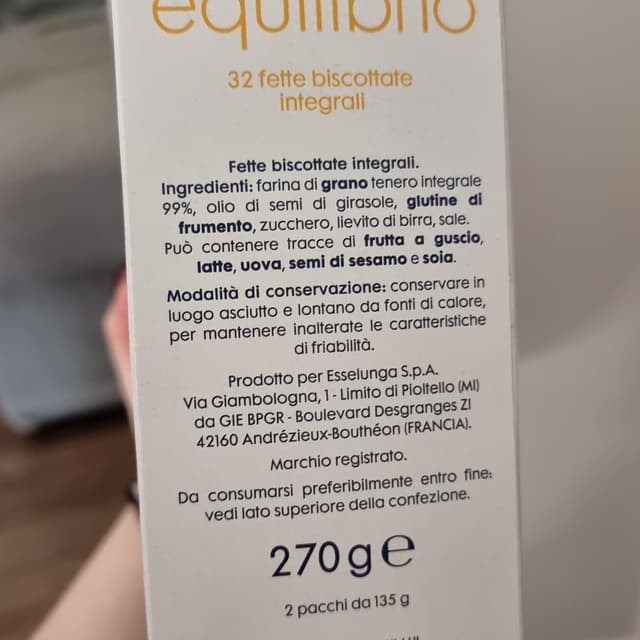 equilibrio
32 fette biscottate
integrali
Fette biscottate integrali.
Ingredienti: farina di grano tenero integrale
99%, olio di semi di girasole, glutine di
frumento, zucchero, lievito di birra, sale.
Può contenere tracce di frutta a guscio,
latte, uova, semi di sesamo e soia.
Modalità di conservazione: conservare in
luogo asciutto e lontano da fonti di calore,
per mantenere inalterate le caratteristiche
di friabilità.
Prodotto per Esselunga S.p.A.
Via Giambologna, 1 - Limito di Pioltello (MI)
da GIE BPGR - Boulevard Desgranges ZI
42160 Andrézieux-Bouthéon (FRANCIA).
Marchio registrato.
Da consumarsi preferibilmente entro fine:
vedi lato superiore della confezione.
270 g e
2 pacchi da 135 g